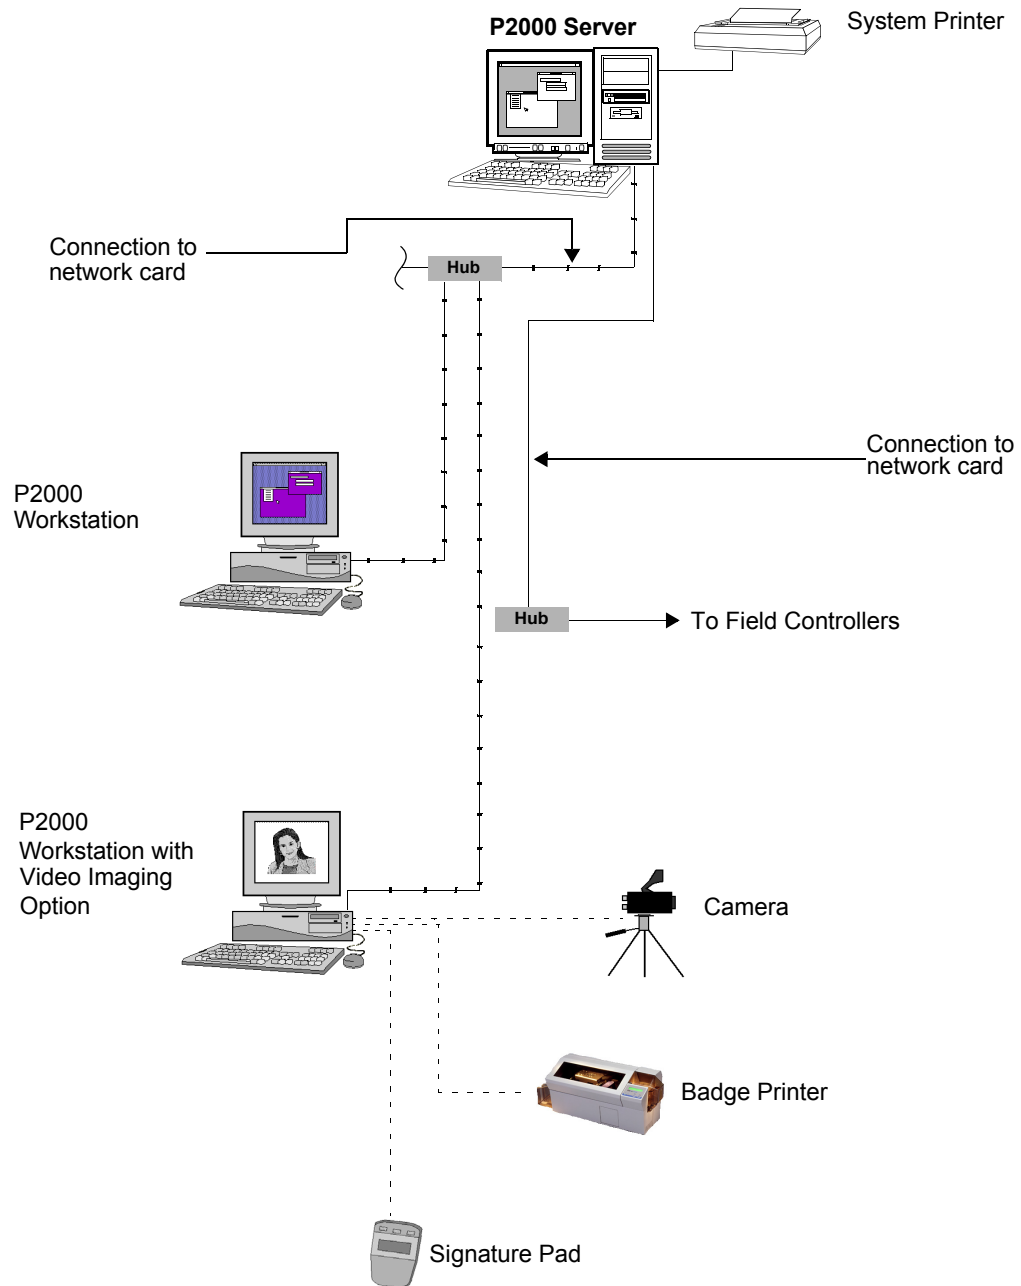 P2000 Server
System Printer
Connection to
network card
Hub
Connection to
network card
P2000
Workstation
Hub
To Field Controllers
P2000
Workstation with
Video Imaging
Option
Camera
Badge Printer
Signature Pad